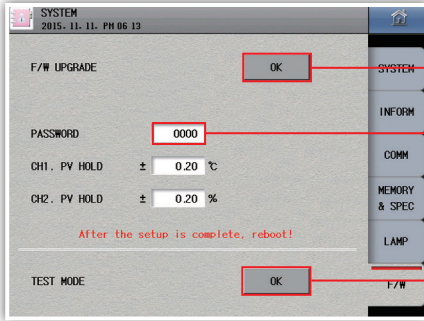 SYSTEM
2015. 11. 11. PM 06 13
F/W UPGRADE
OK
PASSWORD
0000
CH1. PV HOLD ± 0.20 ℃
CH2. PV HOLD ± 0.20 %
After the setup is complete, reboot!
TEST MODE
OK
SYSTEM
INFORM
COMM
MEMORY
& SPEC
LAMP
F/W